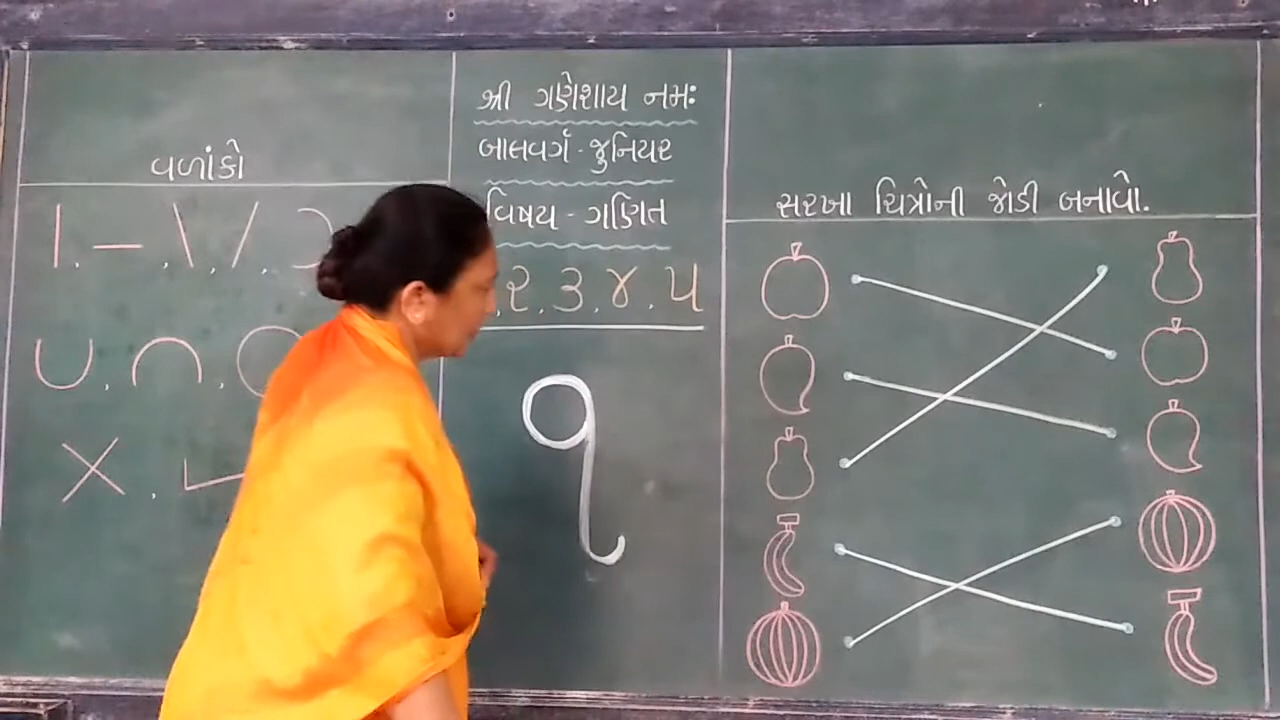 વળાંકો
શ્રી ગણેશાય નમઃ
બાલવર્ગ - જુનિયર
વિષય - ગણિત
૨, ૩, ૪, ૫
૧
સરખા ચિત્રોની જોડી બનાવો.